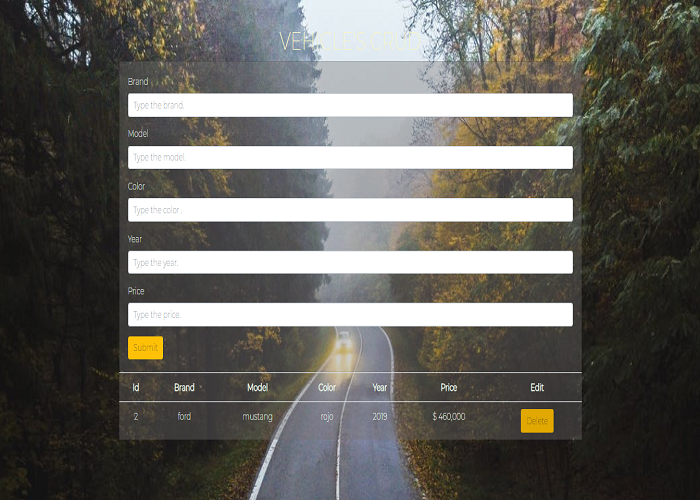 VEHICLES CRUD
Brand
Type the brand.
Model
Type the model.
Color
Type the color .
Year
Type the year.
Price
Type the price.
Submit
Id Brand Model Color Year Price Edit
2 ford mustang rojo 2019 $ 460,000 Delete